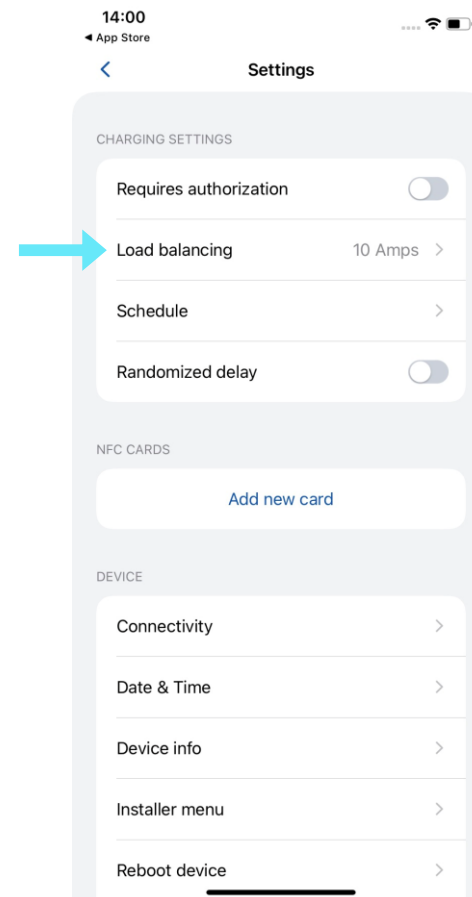 14:00
◀ App Store
Settings
CHARGING SETTINGS
Requires authorization
Load balancing 10 Amps
Schedule
Randomized delay
NFC CARDS
Add new card
DEVICE
Connectivity
Date & Time
Device info
Installer menu
Reboot device